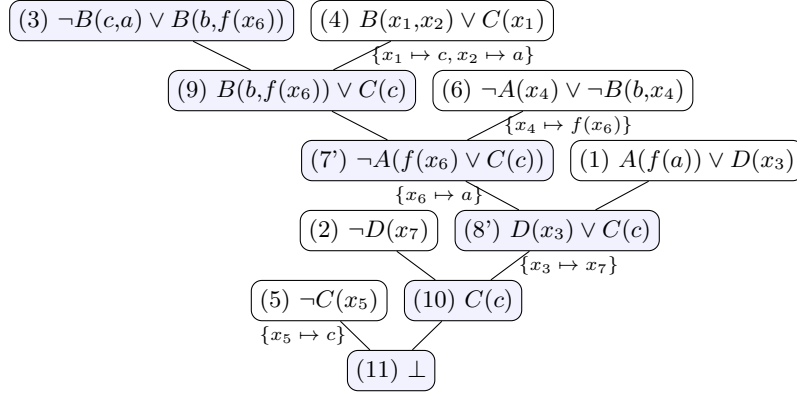 (3) ¬B(c,a) ∨ B(b,f(x₆)) (4) B(x₁,x₂) ∨ C(x₁)
{x₁ ↦ c, x₂ ↦ a}
(9) B(b,f(x₆)) ∨ C(c) (6) ¬A(x₄) ∨ ¬B(b,x₄)
{x₄ ↦ f(x₆)}
(7') ¬A(f(x₆) ∨ C(c)) (1) A(f(a)) ∨ D(x₃)
{x₆ ↦ a}
(2) ¬D(x₇) (8') D(x₃) ∨ C(c)
{x₃ ↦ x₇}
(5) ¬C(x₅) (10) C(c)
{x₅ ↦ c}
(11) ⊥